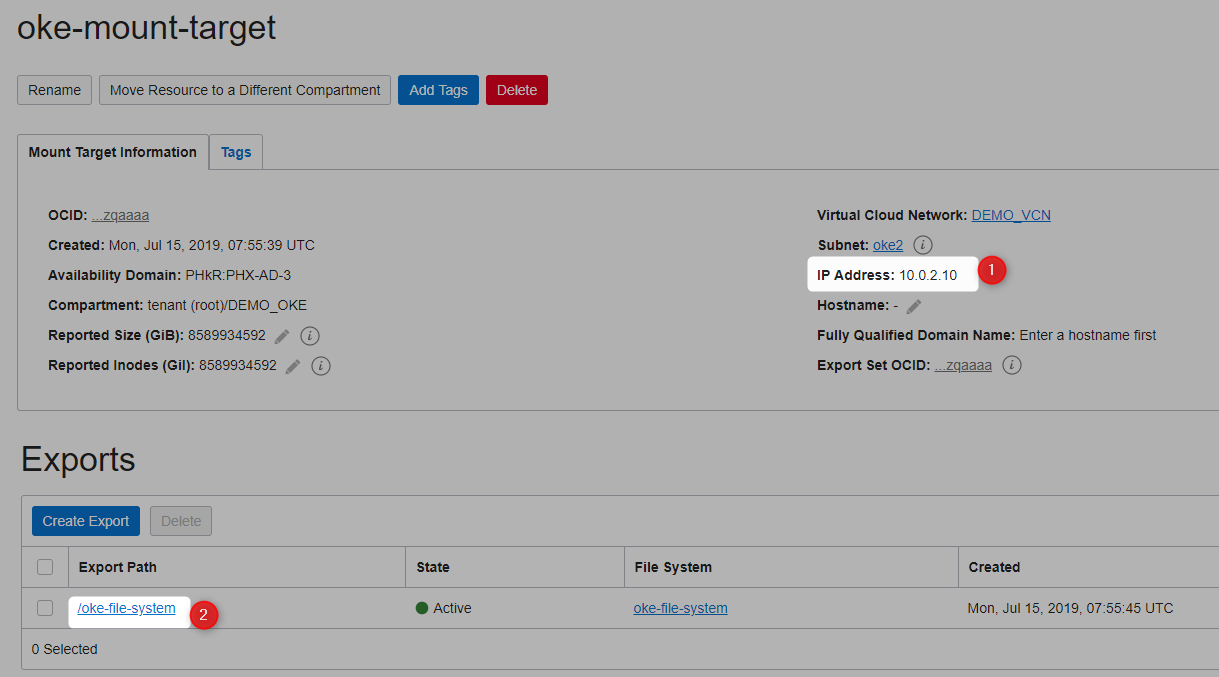 oke-mount-target
Rename Move Resource to a Different Compartment Add Tags Delete
Mount Target Information Tags
OCID: ...zqaaaa
Created: Mon, Jul 15, 2019, 07:55:39 UTC
Availability Domain: PHkR:PHX-AD-3
Compartment: tenant (root)/DEMO_OKE
Reported Size (GiB): 8589934592 i
Reported Inodes (GiI): 8589934592 i
Virtual Cloud Network: DEMO_VCN
Subnet: oke2 i
IP Address: 10.0.2.10 1
Hostname: -
Fully Qualified Domain Name: Enter a hostname first
Export Set OCID: ...zqaaaa i
Exports
Create Export Delete
Export Path State File System Created
/oke-file-system 2 Active oke-file-system Mon, Jul 15, 2019, 07:55:45 UTC
0 Selected